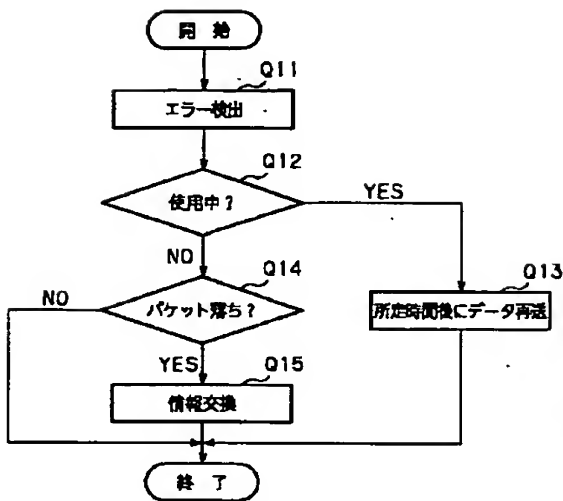 開 始
Q11
エラー検出
Q12
使用中?
YES
NO
Q14
Q13
NO
パケット落ち?
所定時間後にデータ再送
YES
Q15
情報交換
終 了